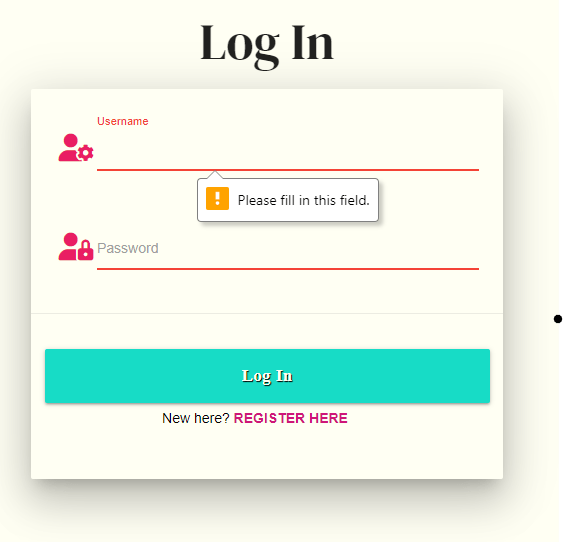 Log In
Username
Please fill in this field.
Password
Log In
New here? REGISTER HERE